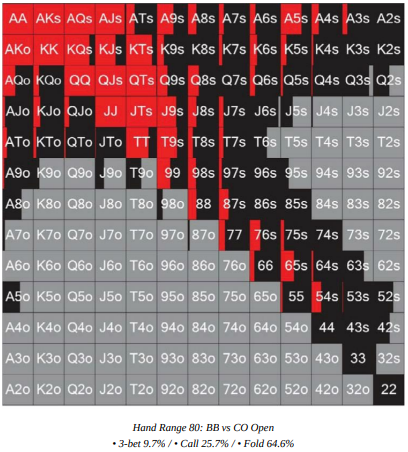 AA AKs AQs AJs ATs A9s A8s A7s A6s A5s A4s A3s A2s
AKo KK KQs KJs KTs K9s K8s K7s K6s K5s K4s K3s K2s
AQo KQo QQ QJs QTs Q9s Q8s Q7s Q6s Q5s Q4s Q3s Q2s
AJo KJo QJo JJ JTs J9s J8s J7s J6s J5s J4s J3s J2s
ATo KTo QTo JTo TT T9s T8s T7s T6s T5s T4s T3s T2s
A9o K9o Q9o J9o T9o 99 98s 97s 96s 95s 94s 93s 92s
A8o K8o Q8o J8o T8o 98o 88 87s 86s 85s 84s 83s 82s
A7o K7o Q7o J7o T7o 97o 87o 77 76s 75s 74s 73s 72s
A6o K6o Q6o J6o T6o 96o 86o 76o 66 65s 64s 63s 62s
A5o K5o Q5o J5o T5o 95o 85o 75o 65o 55 54s 53s 52s
A4o K4o Q4o J4o T4o 94o 84o 74o 64o 54o 44 43s 42s
A3o K3o Q3o J3o T3o 93o 83o 73o 63o 53o 43o 33 32s
A2o K2o Q2o J2o T2o 92o 82o 72o 62o 52o 42o 32o 22
Hand Range 80: BB vs CO Open
• 3-bet 9.7% / • Call 25.7% / • Fold 64.6%